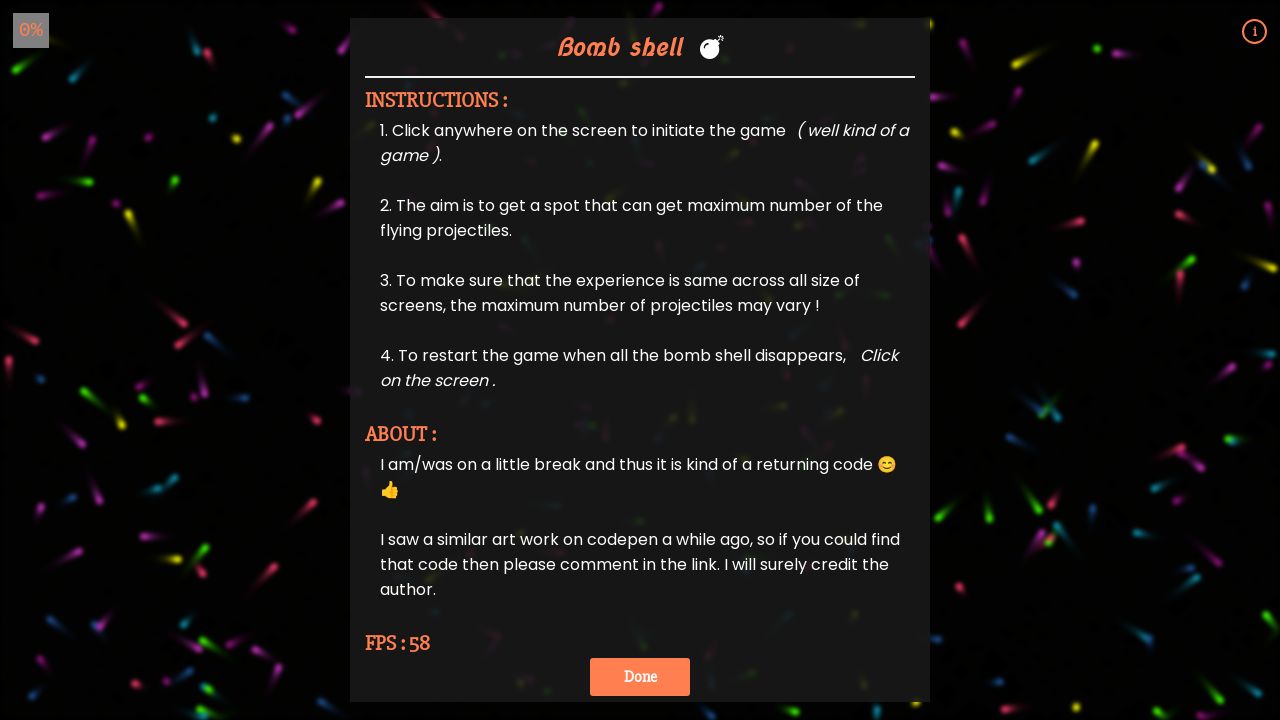 0%
i
Bomb shell 💣
INSTRUCTIONS :
1. Click anywhere on the screen to initiate the game ( well kind of a
game ).
2. The aim is to get a spot that can get maximum number of the
flying projectiles.
3. To make sure that the experience is same across all size of
screens, the maximum number of projectiles may vary !
4. To restart the game when all the bomb shell disappears, Click
on the screen .
ABOUT :
I am/was on a little break and thus it is kind of a returning code 😊
👍
I saw a similar art work on codepen a while ago, so if you could find
that code then please comment in the link. I will surely credit the
author.
FPS : 58
Done